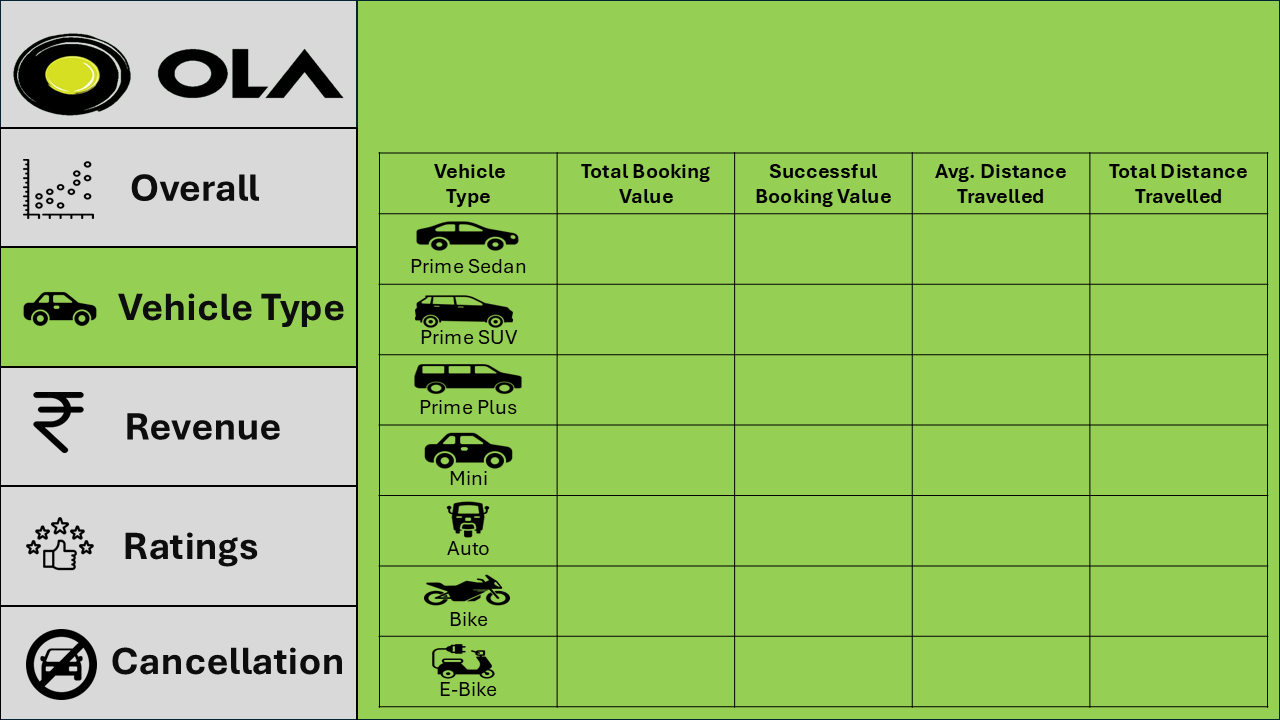 OLA
Overall
Vehicle Type
Revenue
Ratings
Cancellation
Vehicle
Type
Total Booking
Value
Successful
Booking Value
Avg. Distance
Travelled
Total Distance
Travelled
Prime Sedan
Prime SUV
Prime Plus
Mini
Auto
Bike
E-Bike